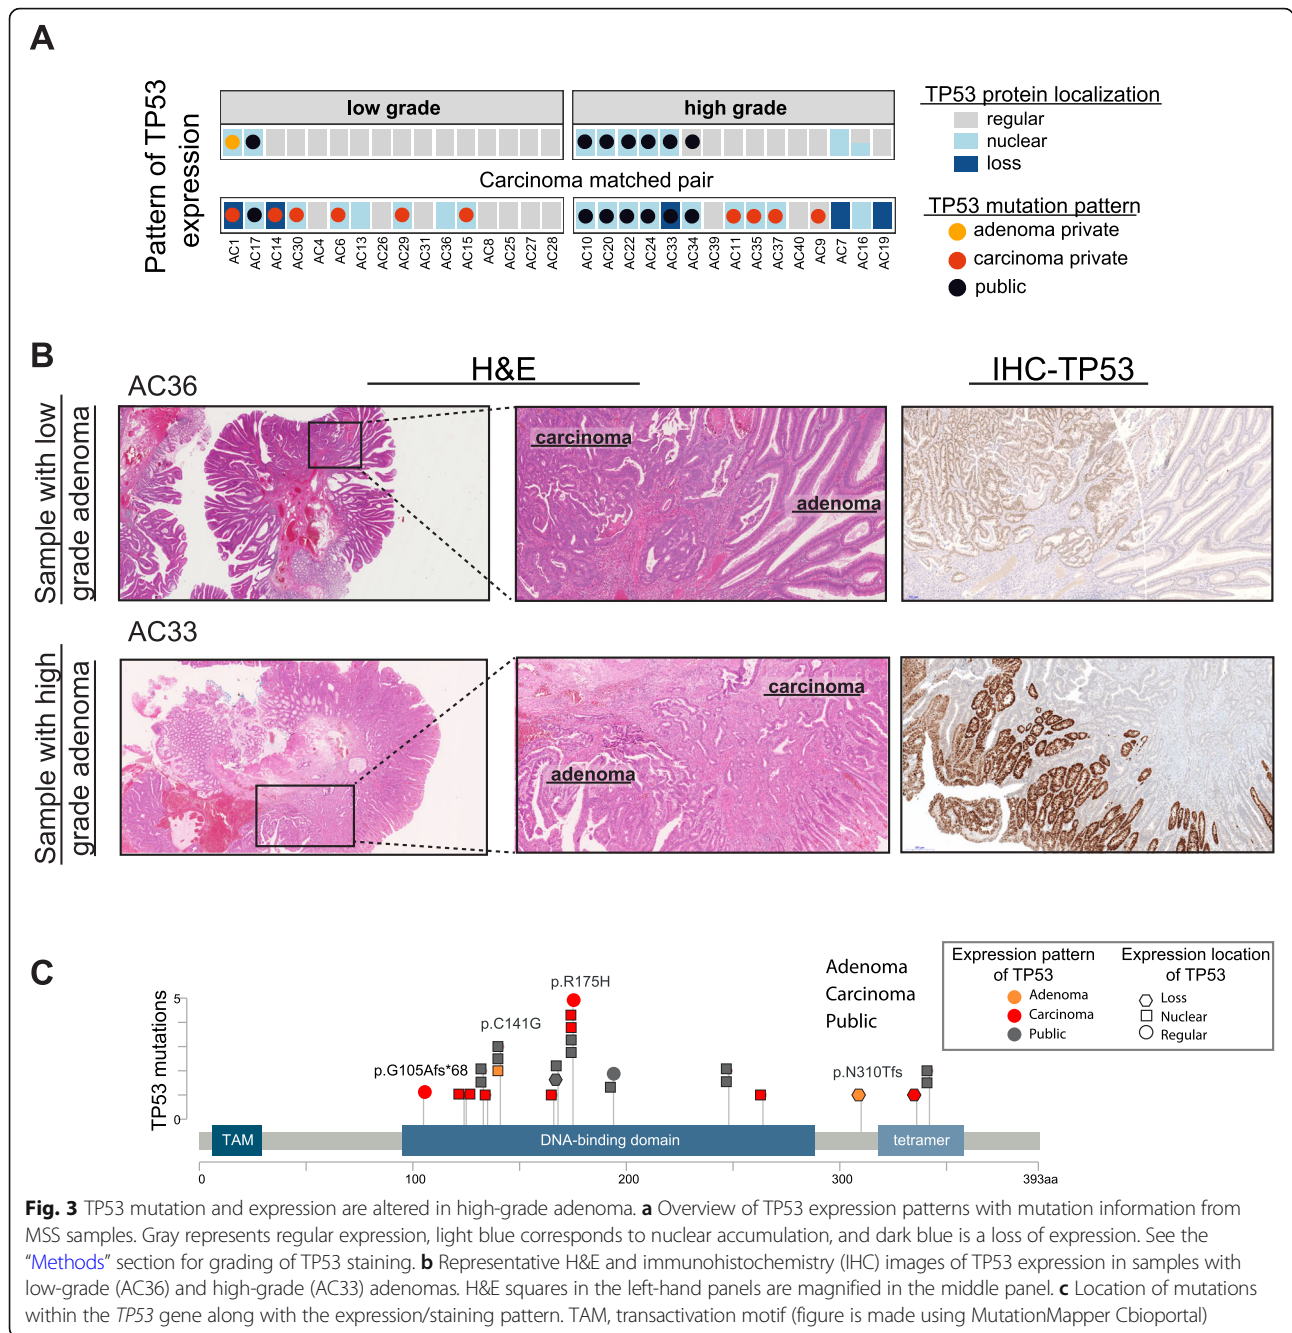 A
Pattern of TP53
expression
low grade
high grade
Carcinoma matched pair
AC1 AC17 AC14 AC30 AC4 AC6 AC13 AC26 AC29 AC31 AC36 AC15 AC8 AC25 AC27 AC28 AC10 AC20 AC22 AC24 AC33 AC34 AC39 AC11 AC35 AC37 AC40 AC9 AC7 AC16 AC19
TP53 protein localization
regular
nuclear
loss
TP53 mutation pattern
adenoma private
carcinoma private
public
B
H&E
IHC-TP53
AC36
Sample with low
grade adenoma
carcinoma
adenoma
AC33
Sample with high
grade adenoma
carcinoma
adenoma
C
Adenoma
Carcinoma
Public
Expression pattern
of TP53
Adenoma
Carcinoma
Public
Expression location
of TP53
Loss
Nuclear
Regular
TP53 mutations
5
0
p.R175H
p.C141G
p.G105Afs*68
p.N310Tfs
TAM
DNA-binding domain
tetramer
0 100 200 300 393aa
Fig. 3 TP53 mutation and expression are altered in high-grade adenoma. a Overview of TP53 expression patterns with mutation information from
MSS samples. Gray represents regular expression, light blue corresponds to nuclear accumulation, and dark blue is a loss of expression. See the
“Methods” section for grading of TP53 staining. b Representative H&E and immunohistochemistry (IHC) images of TP53 expression in samples with
low-grade (AC36) and high-grade (AC33) adenomas. H&E squares in the left-hand panels are magnified in the middle panel. c Location of mutations
within the TP53 gene along with the expression/staining pattern. TAM, transactivation motif (figure is made using MutationMapper Cbioportal)